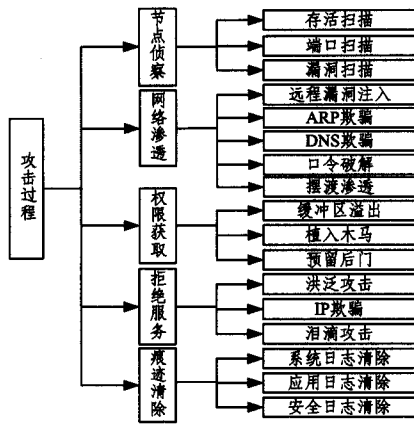 攻击过程
节点侦察
存活扫描
端口扫描
漏洞扫描
网络渗透
远程漏洞注入
ARP欺骗
DNS欺骗
口令破解
摆渡渗透
权限获取
缓冲区溢出
植入木马
预留后门
拒绝服务
洪泛攻击
IP欺骗
泪滴攻击
痕迹清除
系统日志清除
应用日志清除
安全日志清除